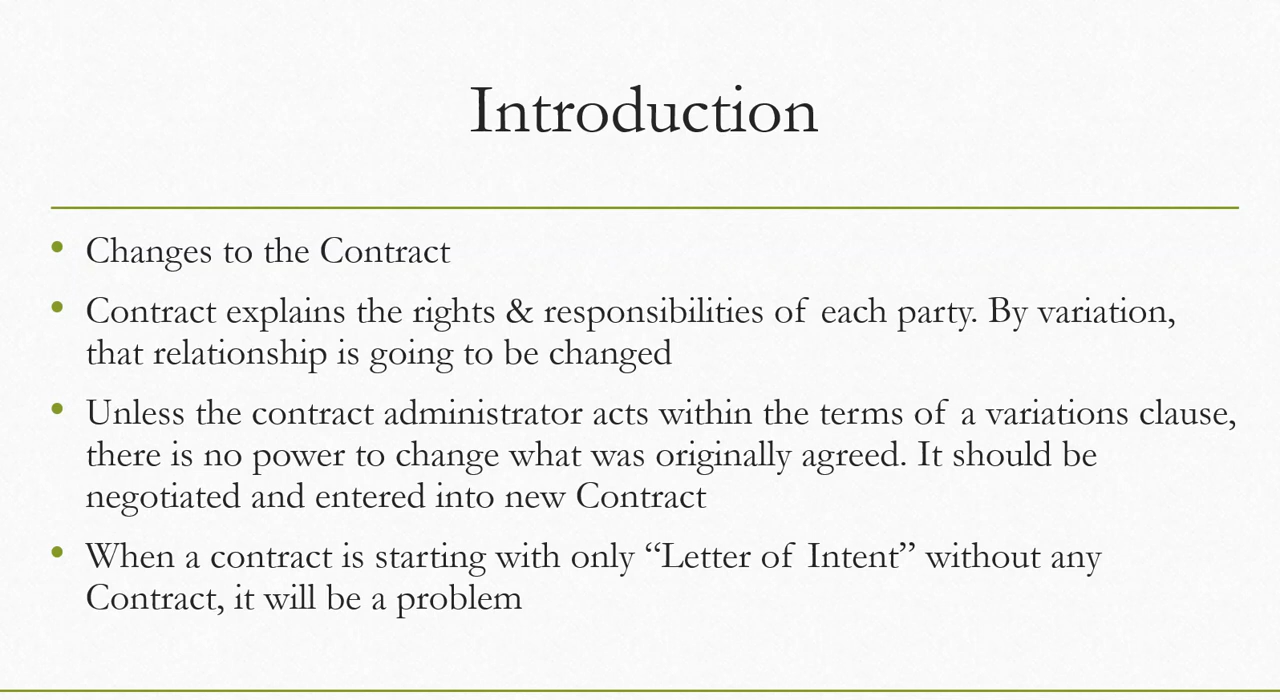 Introduction
• Changes to the Contract
• Contract explains the rights & responsibilities of each party. By variation,
that relationship is going to be changed
• Unless the contract administrator acts within the terms of a variations clause,
there is no power to change what was originally agreed. It should be
negotiated and entered into new Contract
• When a contract is starting with only “Letter of Intent” without any
Contract, it will be a problem